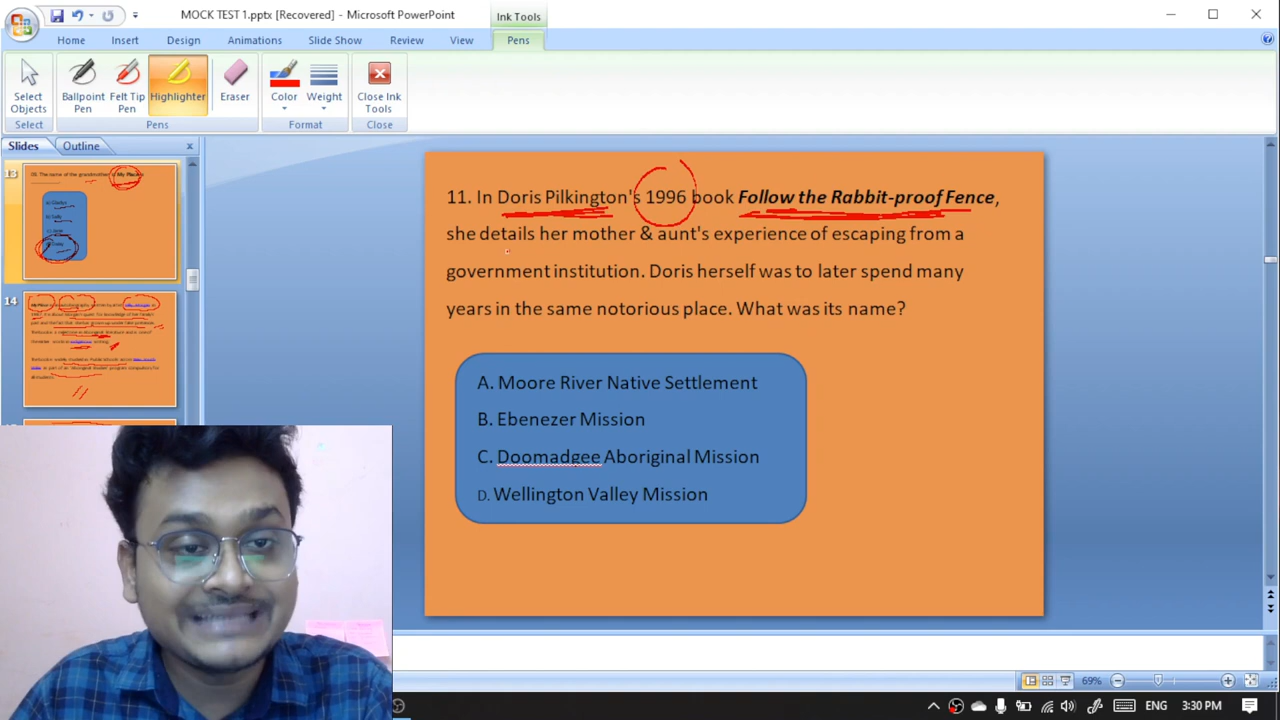 MOCK TEST 1.pptx [Recovered] - Microsoft PowerPoint
Ink Tools
Home Insert Design Animations Slide Show Review View Pens
Select Objects
Ballpoint Pen
Felt Tip Pen
Highlighter
Eraser
Color
Weight
Close Ink Tools
Select Pens Format Close
Slides Outline
13
14
11. In Doris Pilkington's 1996 book Follow the Rabbit-proof Fence,
she details her mother & aunt's experience of escaping from a
government institution. Doris herself was to later spend many
years in the same notorious place. What was its name?
A. Moore River Native Settlement
B. Ebenezer Mission
C. Doomadgee Aboriginal Mission
D. Wellington Valley Mission
69%
ENG 3:30 PM